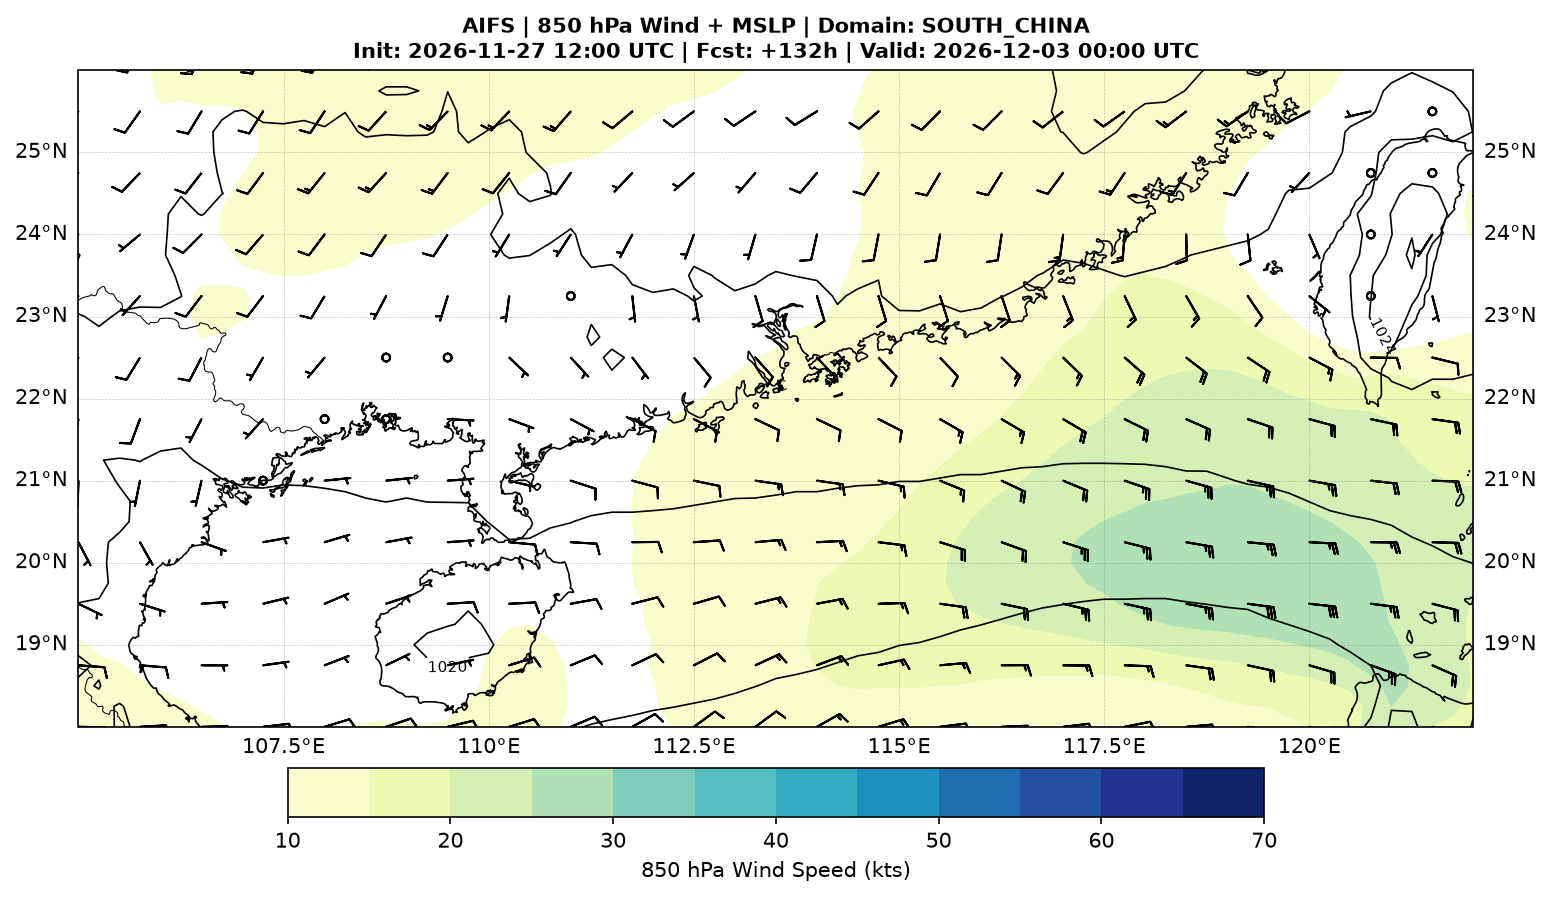 AIFS | 850 hPa Wind + MSLP | Domain: SOUTH_CHINA
Init: 2026-11-27 12:00 UTC | Fcst: +132h | Valid: 2026-12-03 00:00 UTC
25°N 25°N
24°N 24°N
23°N 23°N
1024
22°N 22°N
21°N 21°N
20°N 20°N
19°N 19°N
1020
107.5°E 110°E 112.5°E 115°E 117.5°E 120°E
10 20 30 40 50 60 70
850 hPa Wind Speed (kts)